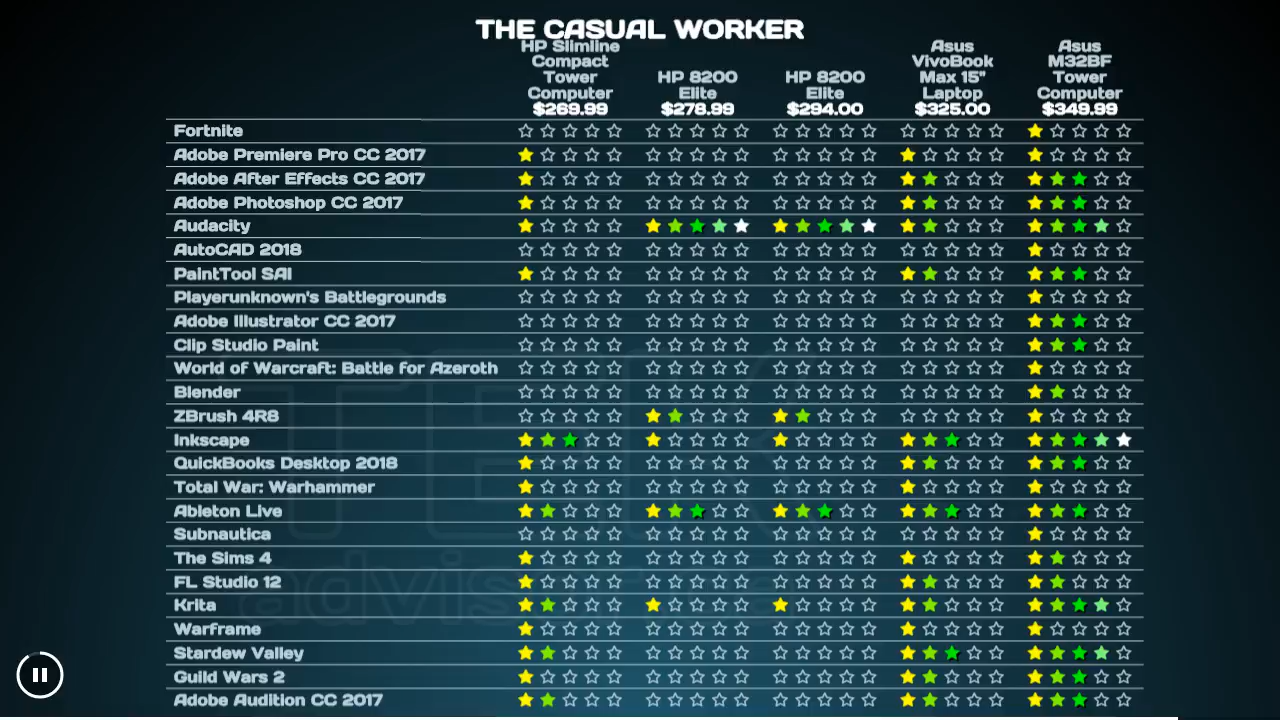 THE CASUAL WORKER
HP Slimline Compact Tower Computer $269.99
HP 8200 Elite $278.99
HP 8200 Elite $294.00
Asus VivoBook Max 15" Laptop $325.00
Asus M32BF Tower Computer $349.99
Fortnite
Adobe Premiere Pro CC 2017
Adobe After Effects CC 2017
Adobe Photoshop CC 2017
Audacity
AutoCAD 2018
PaintTool SAI
Playerunknown's Battlegrounds
Adobe Illustrator CC 2017
Clip Studio Paint
World of Warcraft: Battle for Azeroth
Blender
ZBrush 4R8
Inkscape
QuickBooks Desktop 2018
Total War: Warhammer
Ableton Live
Subnautica
The Sims 4
FL Studio 12
Krita
Warframe
Stardew Valley
Guild Wars 2
Adobe Audition CC 2017